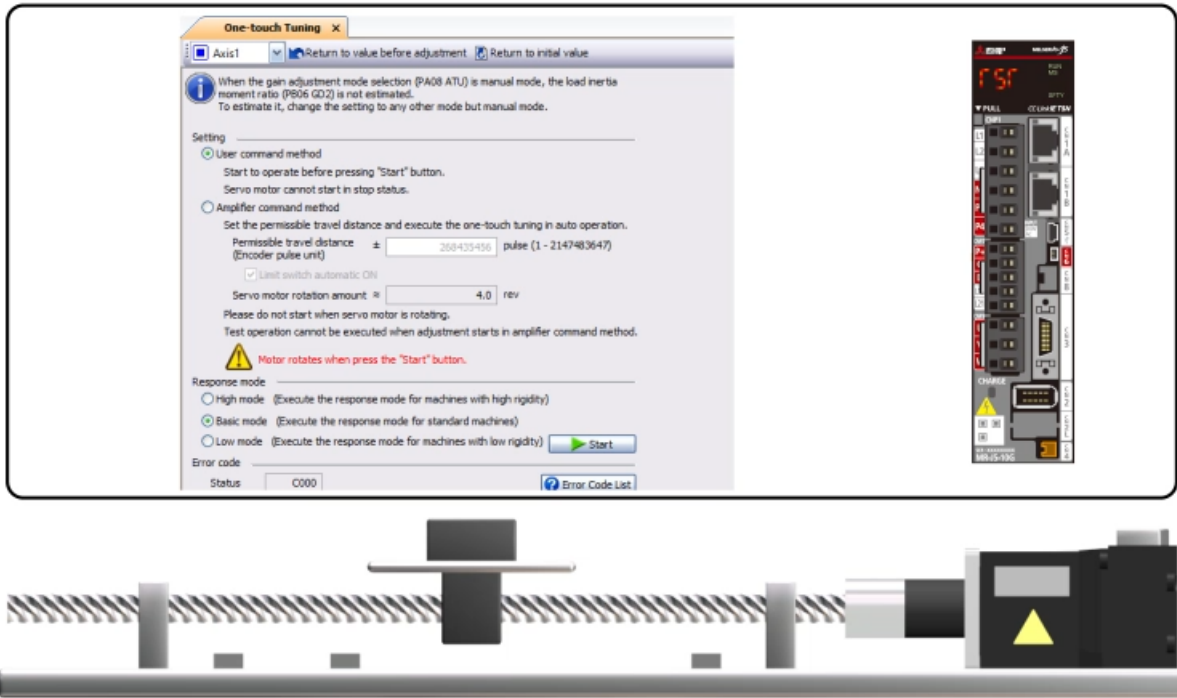 One-touch Tuning X
Axis1 Return to value before adjustment Return to initial value
When the gain adjustment mode selection (PA08 ATU) is manual mode, the load inertia
moment ratio (PB06 GD2) is not estimated.
To estimate it, change the setting to any other mode but manual mode.
Setting
User command method
Start to operate before pressing "Start" button.
Servo motor cannot start in stop status.
Amplifier command method
Set the permissible travel distance and execute the one-touch tuning in auto operation.
Permissible travel distance ± 268435456 pulse (1 - 2147483647)
(Encoder pulse unit)
Limit switch automatic ON
Servo motor rotation amount ≈ 4.0 rev
Please do not start when servo motor is rotating.
Test operation cannot be executed when adjustment starts in amplifier command method.
Motor rotates when press the "Start" button.
Response mode
High mode (Execute the response mode for machines with high rigidity)
Basic mode (Execute the response mode for standard machines)
Low mode (Execute the response mode for machines with low rigidity) Start
Error code
Status C000 Error Code List
PULL
L1
L2
P4
CHARGE
MR-J5-10G